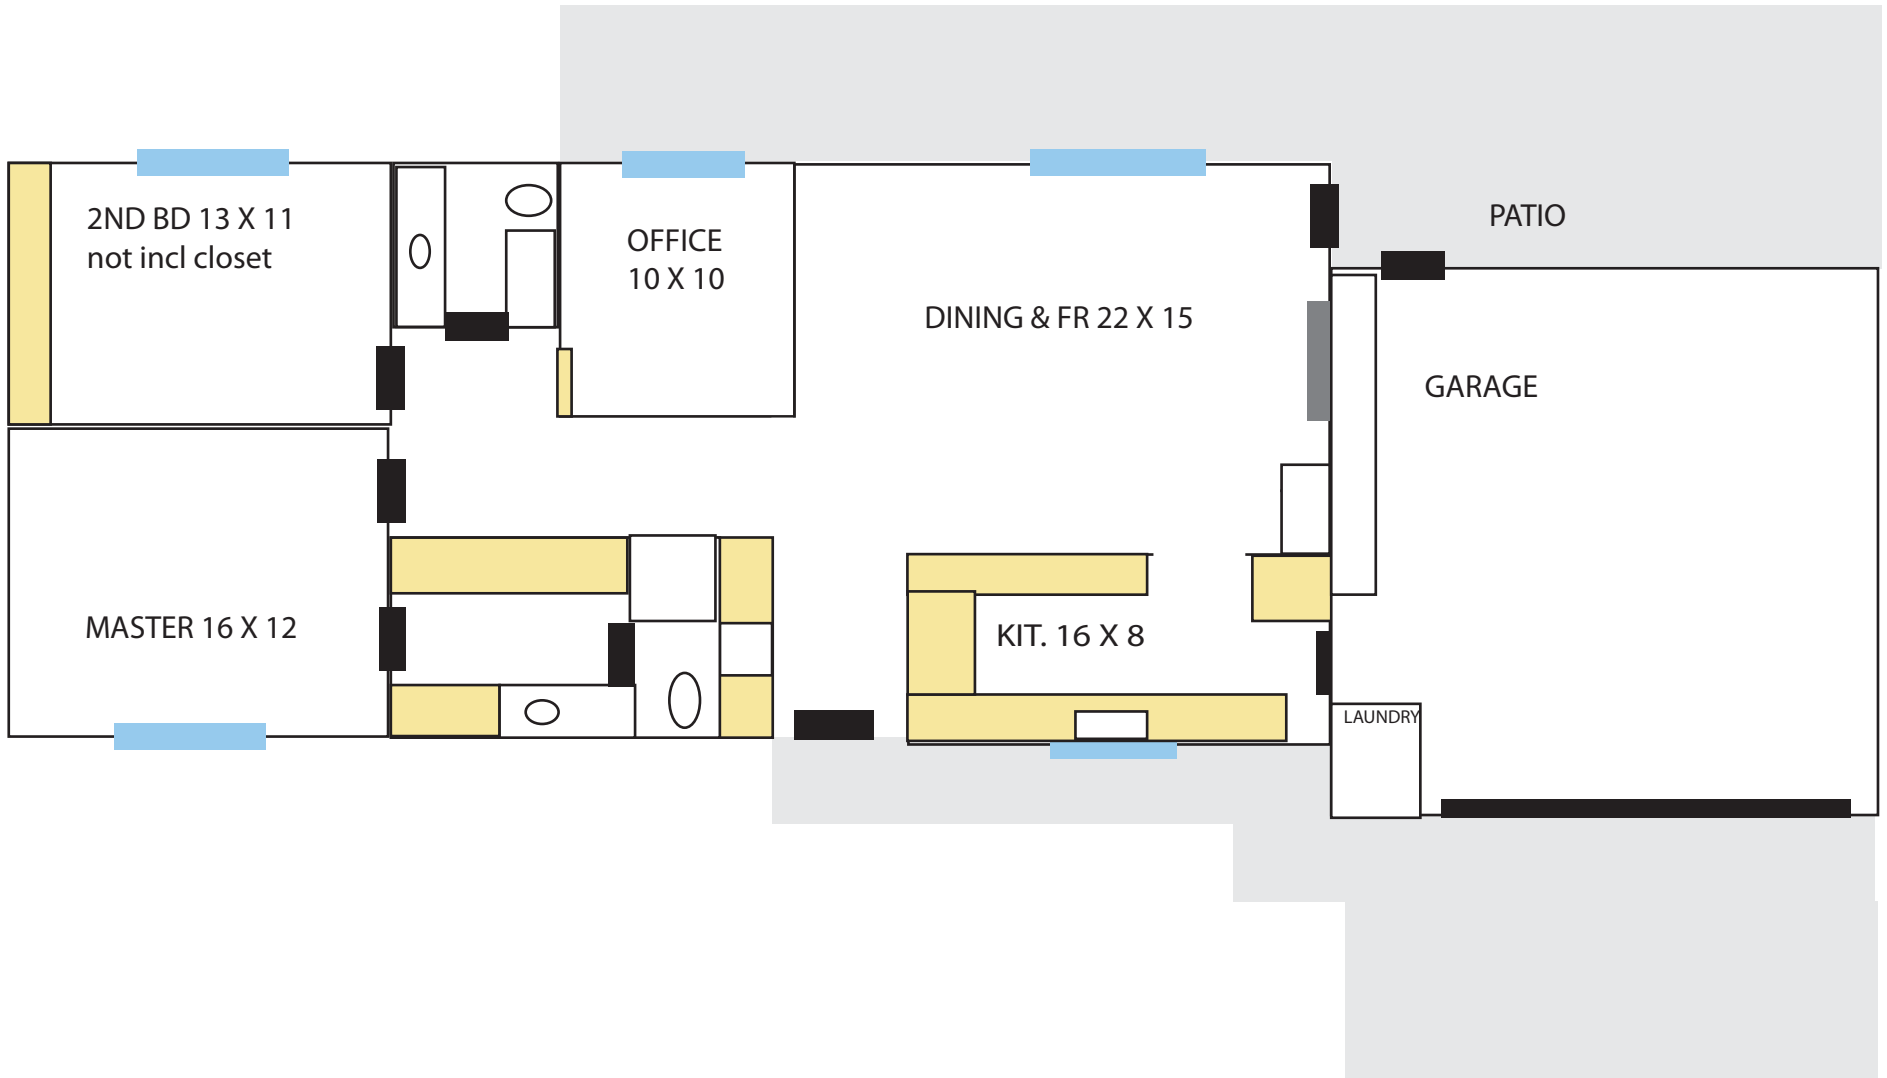 2ND BD 13 X 11
not incl closet
OFFICE
10 X 10
DINING & FR 22 X 15
PATIO
GARAGE
MASTER 16 X 12
KIT. 16 X 8
LAUNDRY